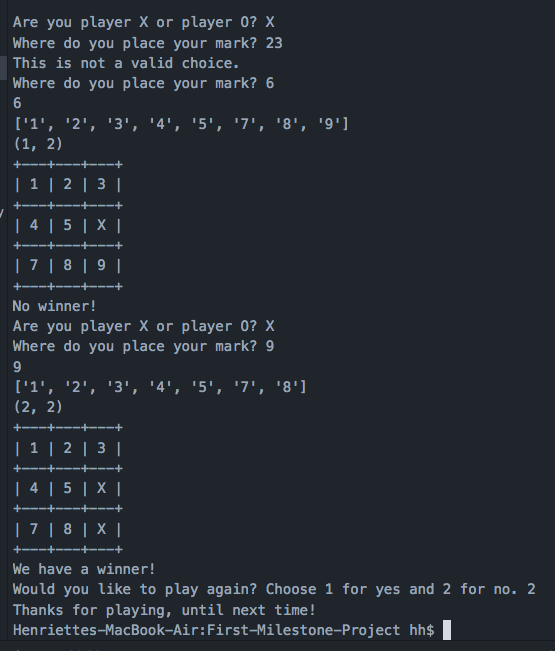 Are you player X or player O? X
Where do you place your mark? 23
This is not a valid choice.
Where do you place your mark? 6
6
['1', '2', '3', '4', '5', '7', '8', '9']
(1, 2)
+---+---+---+
| 1 | 2 | 3 |
+---+---+---+
| 4 | 5 | X |
+---+---+---+
| 7 | 8 | 9 |
+---+---+---+
No winner!
Are you player X or player O? X
Where do you place your mark? 9
9
['1', '2', '3', '4', '5', '7', '8']
(2, 2)
+---+---+---+
| 1 | 2 | 3 |
+---+---+---+
| 4 | 5 | X |
+---+---+---+
| 7 | 8 | X |
+---+---+---+
We have a winner!
Would you like to play again? Choose 1 for yes and 2 for no. 2
Thanks for playing, until next time!
Henriettes-MacBook-Air:First-Milestone-Project hh$